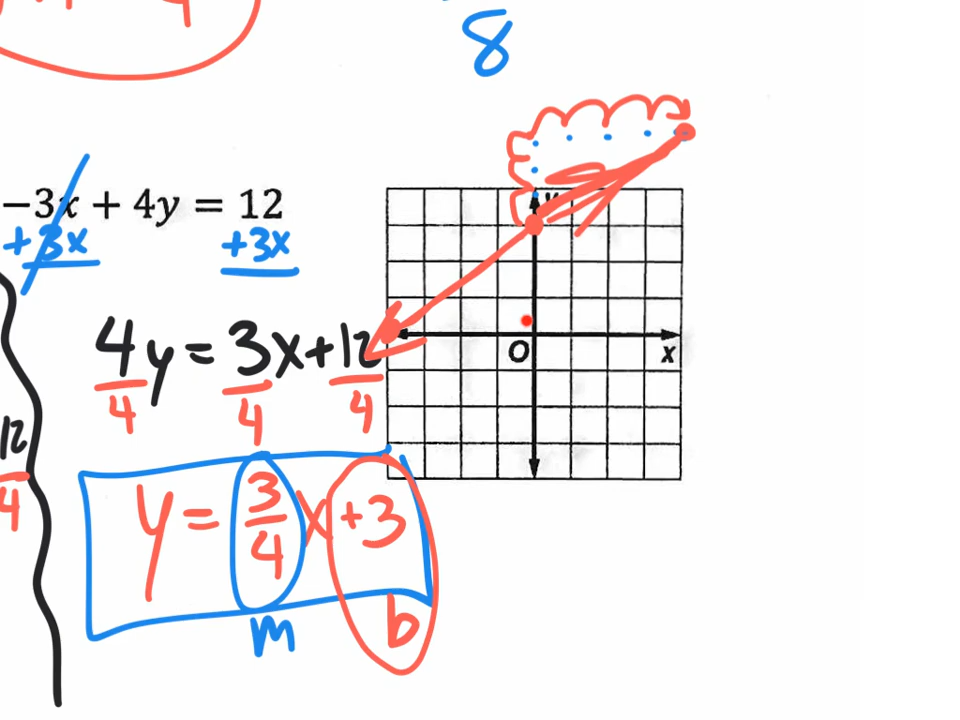 8
−3x + 4y = 12
+3x +3x
4y = 3x+12
4 4 4
y = 3/4 x +3
m b
y
O x
12
4